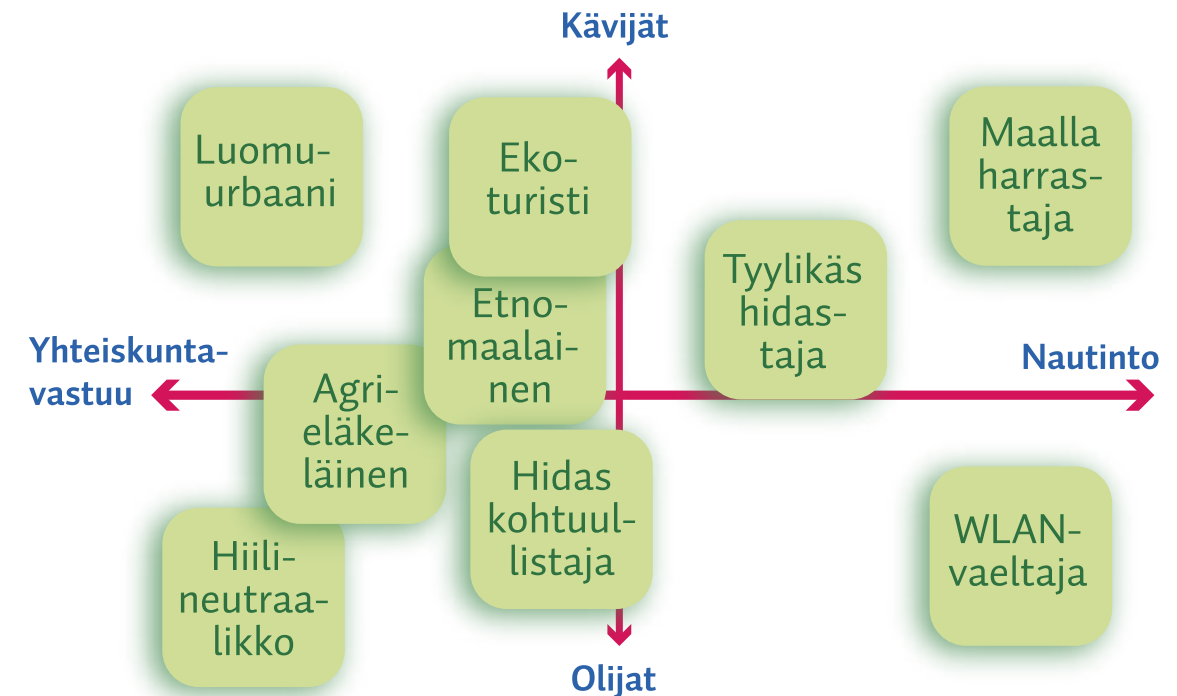 Kävijät
Luomu-
urbaani
Eko-
turisti
Maalla
harras-
taja
Tyylikäs
hidas-
taja
Etno-
maalai-
nen
Yhteiskunta-
vastuu
Nautinto
Agri-
eläke-
läinen
Hidas
kohtuul-
listaja
WLAN-
vaeltaja
Hiili-
neutraa-
likko
Olijat